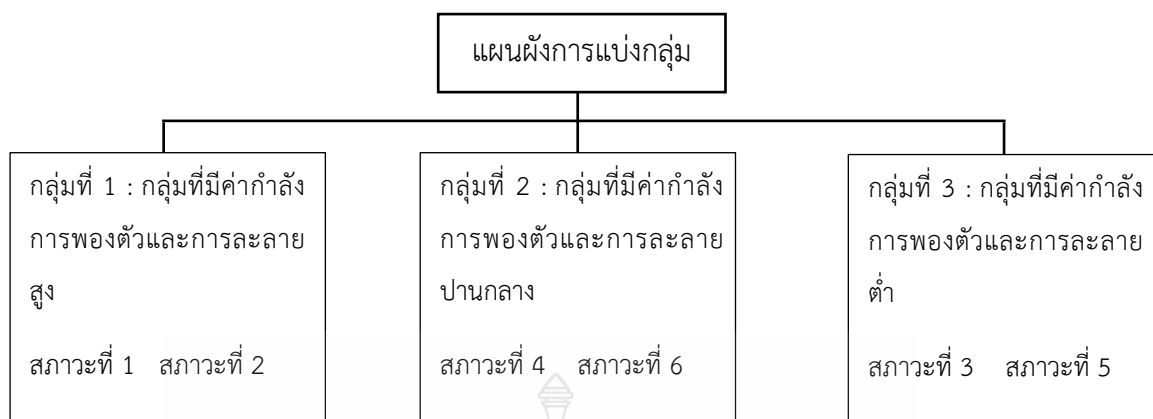 แผนผังการแบ่งกลุ่ม
กลุ่มที่ 1 : กลุ่มที่มีค่ากำลัง
การพองตัวและการละลาย
สูง
สภาวะที่ 1 สภาวะที่ 2
กลุ่มที่ 2 : กลุ่มที่มีค่ากำลัง
การพองตัวและการละลาย
ปานกลาง
สภาวะที่ 4 สภาวะที่ 6
กลุ่มที่ 3 : กลุ่มที่มีค่ากำลัง
การพองตัวและการละลาย
ต่ำ
สภาวะที่ 3 สภาวะที่ 5